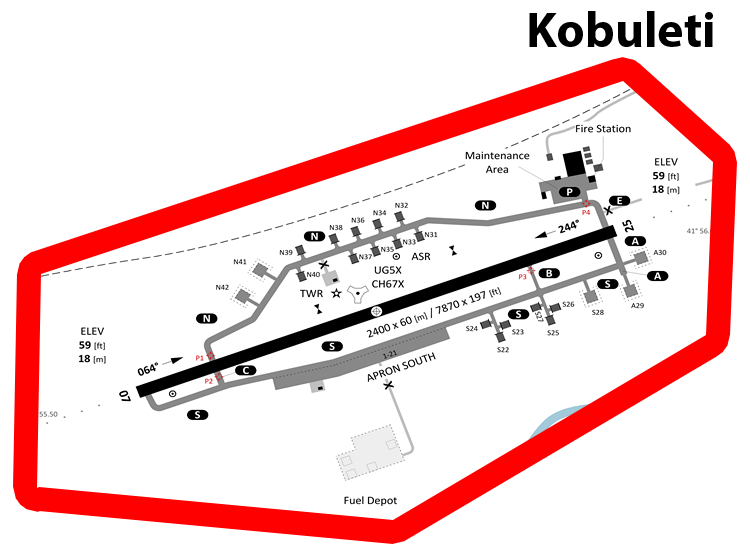 Kobuleti
Fire Station
Maintenance
Area
P
ELEV
59 [ft]
18 [m]
E
P4
N
N32
N34
N36
N38
N31
N33
N35
N37
N39
N40
N
N41
N42
244°
25
41° 56.
A
A30
A
A29
ASR
UG5X
CH67X
TWR
P3
B
S
S28
S26
S27
S25
S
S24
S23
S22
2400 x 60 [m] / 7870 x 197 [ft]
N
ELEV
59 [ft]
18 [m]
S
1-21
APRON SOUTH
P1
064°
P2
C
07
55.50
S
Fuel Depot